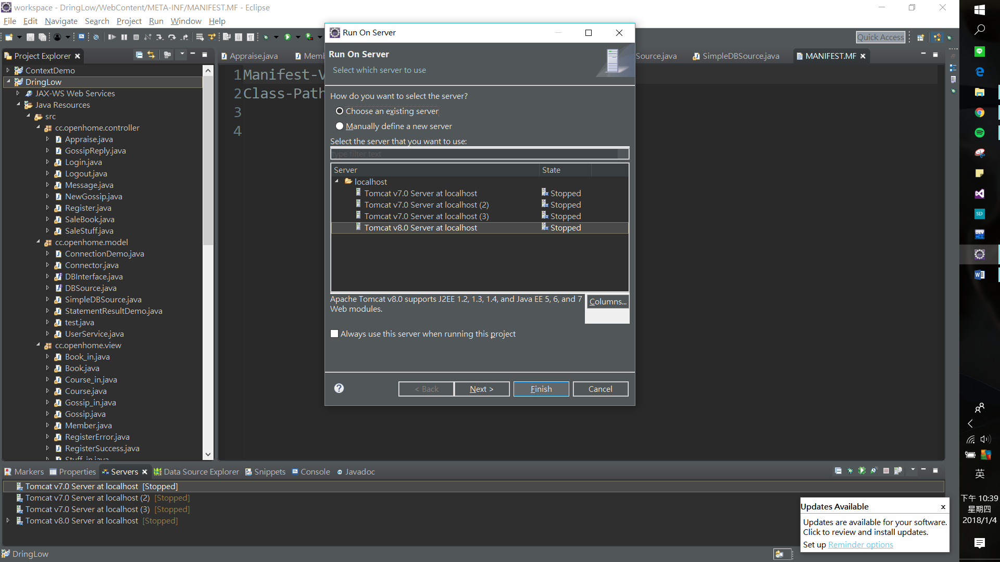 workspace - DringLow/WebContent/META-INF/MANIFEST.MF - Eclipse
File Edit Navigate Search Project Run Window Help
Quick Access
Project Explorer
ContextDemo
DringLow
JAX-WS Web Services
Java Resources
src
cc.openhome.controller
Appraise.java
GossipReply.java
Login.java
Logout.java
Message.java
NewGossip.java
Register.java
SaleBook.java
SaleStuff.java
cc.openhome.model
ConnectionDemo.java
Connector.java
DBInterface.java
DBSource.java
SimpleDBSource.java
StatementResultDemo.java
test.java
UserService.java
cc.openhome.view
Book_in.java
Book.java
Course_in.java
Course.java
Gossip_in.java
Gossip.java
Member.java
RegisterError.java
RegisterSuccess.java
Stuff_in.java
Appraise.java Memb Source.java SimpleDBSource.java MANIFEST.MF
1 Manifest-V
2 Class-Path
3
4
Run On Server
Run On Server
Select which server to use
How do you want to select the server?
Choose an existing server
Manually define a new server
Select the server that you want to use:
type filter text
Server State
localhost
Tomcat v7.0 Server at localhost Stopped
Tomcat v7.0 Server at localhost (2) Stopped
Tomcat v7.0 Server at localhost (3) Stopped
Tomcat v8.0 Server at localhost Stopped
Apache Tomcat v8.0 supports J2EE 1.2, 1.3, 1.4, and Java EE 5, 6, and 7
Web modules.
Columns...
Always use this server when running this project
< Back Next > Finish Cancel
Markers Properties Servers Data Source Explorer Snippets Console Javadoc
Tomcat v7.0 Server at localhost [Stopped]
Tomcat v7.0 Server at localhost (2) [Stopped]
Tomcat v7.0 Server at localhost (3) [Stopped]
Tomcat v8.0 Server at localhost [Stopped]
DringLow
Updates Available
Updates are available for your software.
Click to review and install updates.
Set up Reminder options
SD
DEV
英
下午 10:39
星期四
2018/1/4